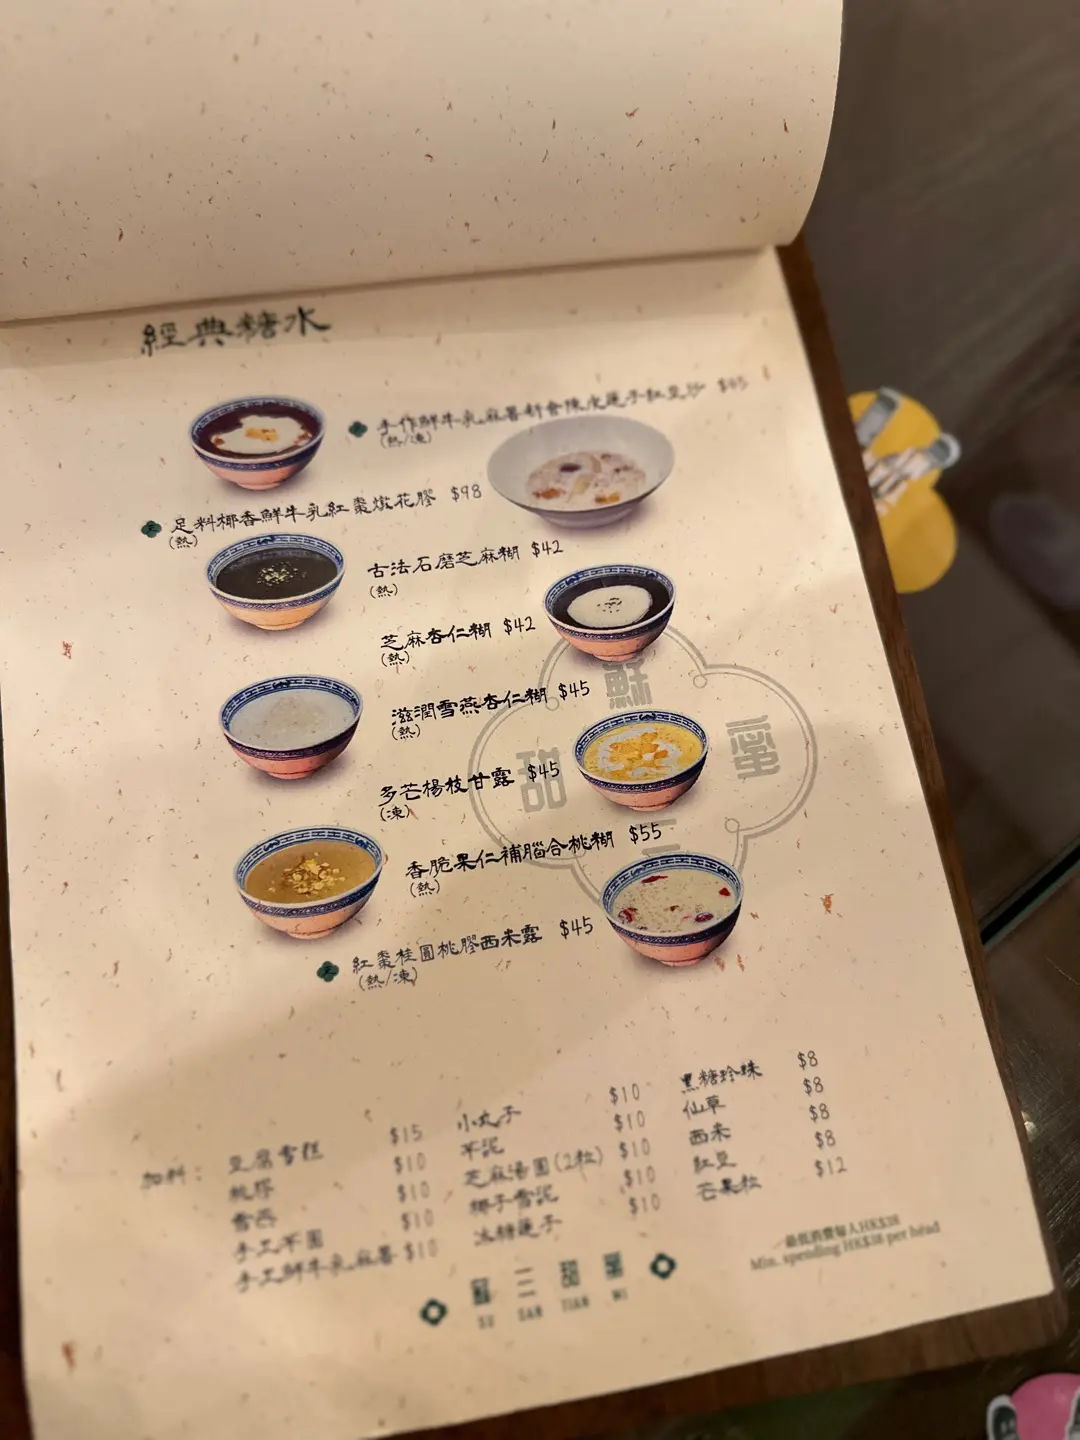 經典糖水
手作鮮牛乳麻薯新會陳皮蓮子紅豆沙 $45
(熱/凍)
足料椰香鮮牛乳紅棗燉花膠 $98
(熱)
古法石磨芝麻糊 $42
(熱)
芝麻杏仁糊 $42
(熱)
滋潤雪燕杏仁糊 $45
(熱)
多芒楊枝甘露 $45
(凍)
香脆果仁補腦合桃糊 $55
(熱)
紅棗桂圓桃膠西米露 $45
(熱/凍)
蘇
甜 蜜
三
加料：
豆腐雪糕 $15
桃膠 $10
雪燕 $10
手工芋圓 $10
手工鮮牛乳麻薯 $10
小丸子 $10
芋泥 $10
芝麻湯圓(2粒) $10
椰子雪泥 $10
冰糖蓮子 $10
黑糖珍珠 $8
仙草 $8
西米 $8
紅豆 $8
芒果粒 $12
最低消費每人HK$38
Min. spending HK$38 per head
蘇 三 甜 蜜
SU SAN TIAN MI